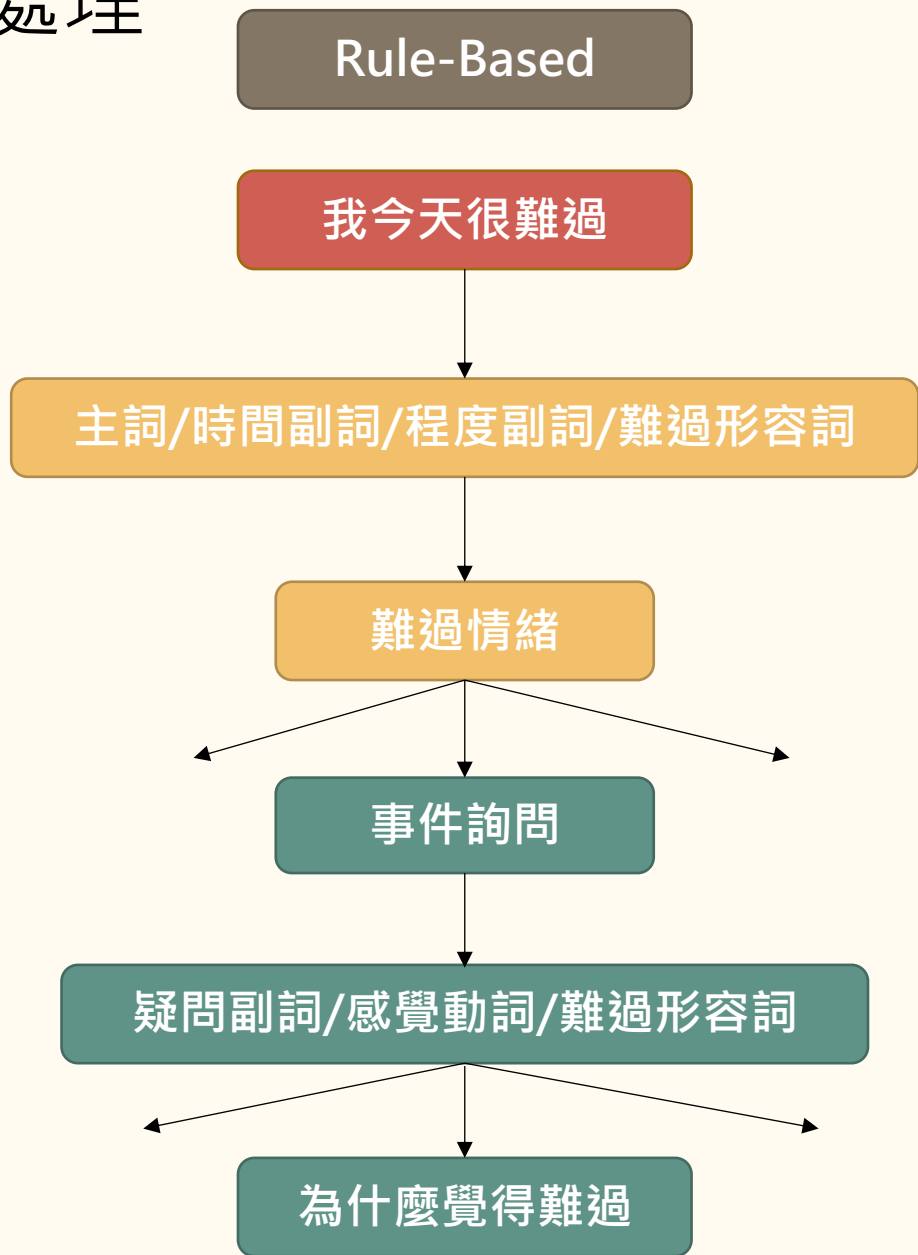 處理
Rule-Based
我今天很難過
主詞/時間副詞/程度副詞/難過形容詞
難過情緒
事件詢問
疑問副詞/感覺動詞/難過形容詞
為什麼覺得難過